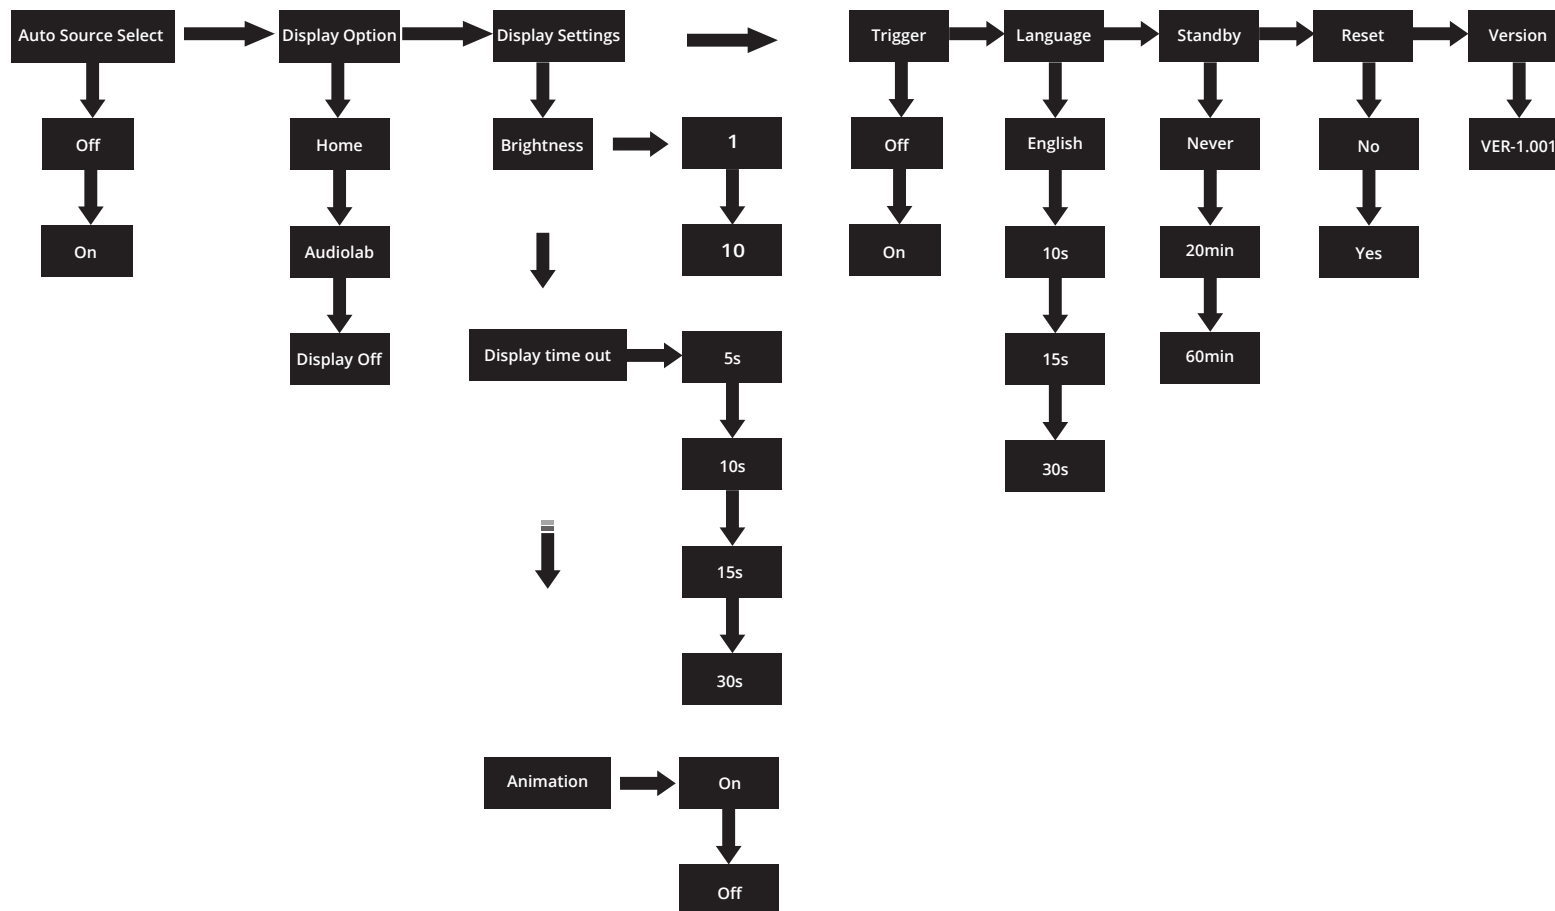 Auto Source Select
Display Option
Display Settings
Trigger
Language
Standby
Reset
Version
Off
Home
Brightness
1
Off
English
Never
No
VER-1.001
On
Audiolab
10
On
10s
20min
Yes
Display Off
Display time out
5s
15s
60min
10s
30s
15s
30s
Animation
On
Off